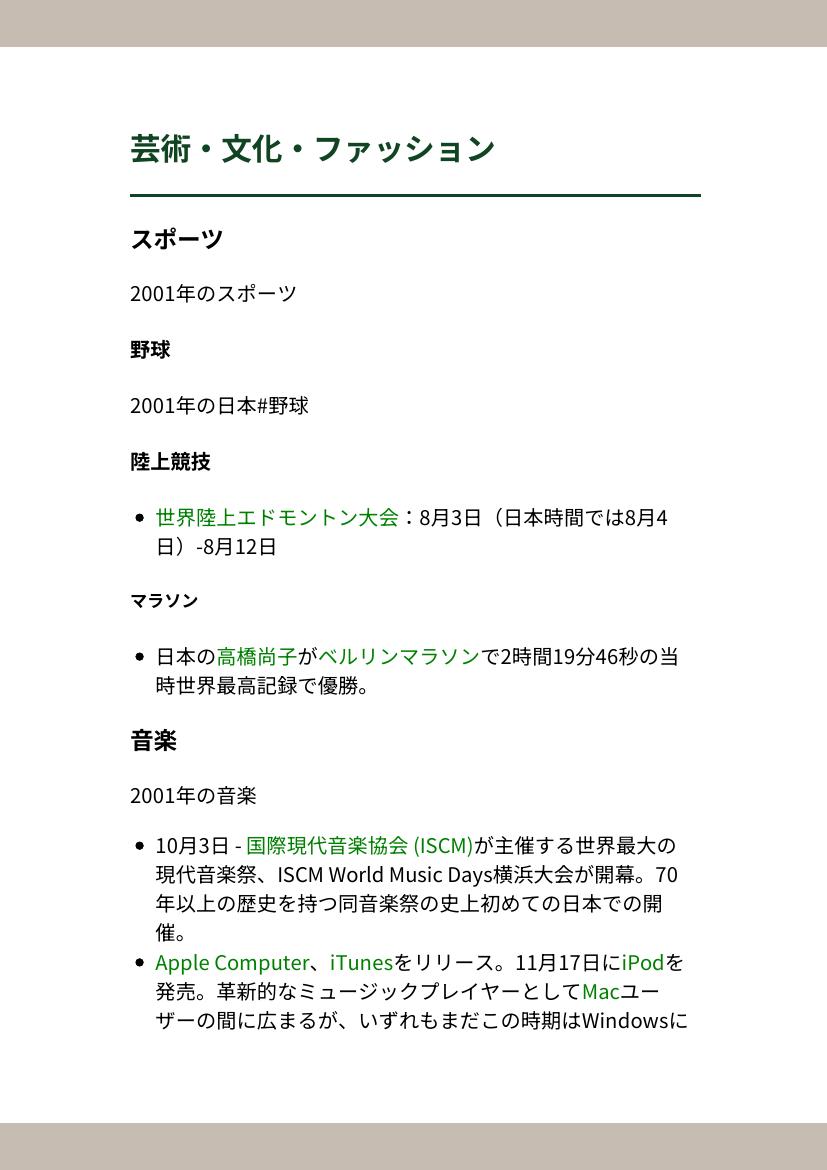 芸術・文化・ファッション
スポーツ
2001年のスポーツ
野球
2001年の日本#野球
陸上競技
• 世界陸上エドモントン大会：8月3日（日本時間では8月4
日）-8月12日
マラソン
• 日本の高橋尚子がベルリンマラソンで2時間19分46秒の当
時世界最高記録で優勝。
音楽
2001年の音楽
• 10月3日 - 国際現代音楽協会 (ISCM)が主催する世界最大の
現代音楽祭、ISCM World Music Days横浜大会が開幕。70
年以上の歴史を持つ同音楽祭の史上初めての日本での開
催。
• Apple Computer、iTunesをリリース。11月17日にiPodを
発売。革新的なミュージックプレイヤーとしてMacユー
ザーの間に広まるが、いずれもまだこの時期はWindowsに